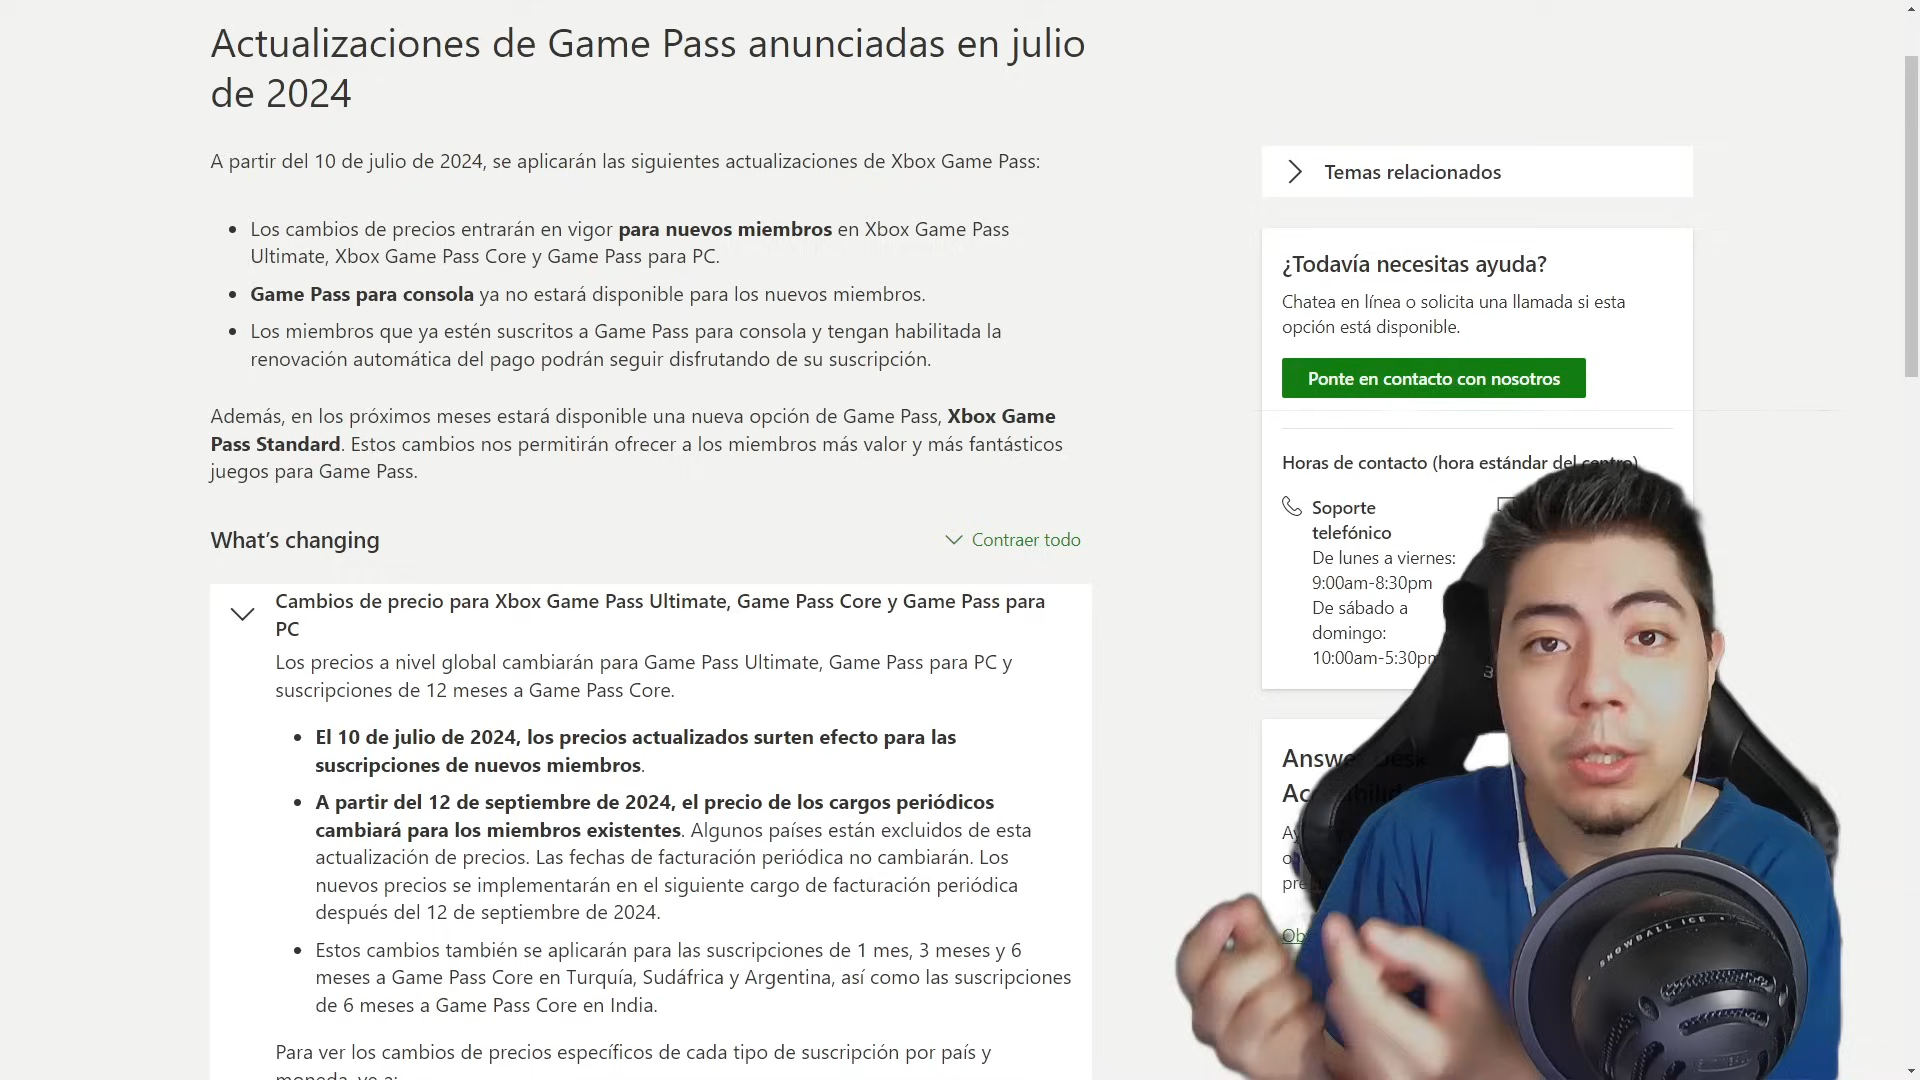 Actualizaciones de Game Pass anunciadas en julio
de 2024
A partir del 10 de julio de 2024, se aplicarán las siguientes actualizaciones de Xbox Game Pass:
• Los cambios de precios entrarán en vigor para nuevos miembros en Xbox Game Pass
Ultimate, Xbox Game Pass Core y Game Pass para PC.
• Game Pass para consola ya no estará disponible para los nuevos miembros.
• Los miembros que ya estén suscritos a Game Pass para consola y tengan habilitada la
renovación automática del pago podrán seguir disfrutando de su suscripción.
Además, en los próximos meses estará disponible una nueva opción de Game Pass, Xbox Game
Pass Standard. Estos cambios nos permitirán ofrecer a los miembros más valor y más fantásticos
juegos para Game Pass.
What's changing
Contraer todo
Cambios de precio para Xbox Game Pass Ultimate, Game Pass Core y Game Pass para
PC
Los precios a nivel global cambiarán para Game Pass Ultimate, Game Pass para PC y
suscripciones de 12 meses a Game Pass Core.
• El 10 de julio de 2024, los precios actualizados surten efecto para las
suscripciones de nuevos miembros.
• A partir del 12 de septiembre de 2024, el precio de los cargos periódicos
cambiará para los miembros existentes. Algunos países están excluidos de esta
actualización de precios. Las fechas de facturación periódica no cambiarán. Los
nuevos precios se implementarán en el siguiente cargo de facturación periódica
después del 12 de septiembre de 2024.
• Estos cambios también se aplicarán para las suscripciones de 1 mes, 3 meses y 6
meses a Game Pass Core en Turquía, Sudáfrica y Argentina, así como las suscripciones
de 6 meses a Game Pass Core en India.
Para ver los cambios de precios específicos de cada tipo de suscripción por país y
Temas relacionados
¿Todavía necesitas ayuda?
Chatea en línea o solicita una llamada si esta
opción está disponible.
Ponte en contacto con nosotros
Horas de contacto (hora estándar del centro)
Soporte
telefónico
De lunes a viernes:
9:00am-8:30pm
De sábado a
domingo:
10:00am-5:30pm
SNOWBALL ICE